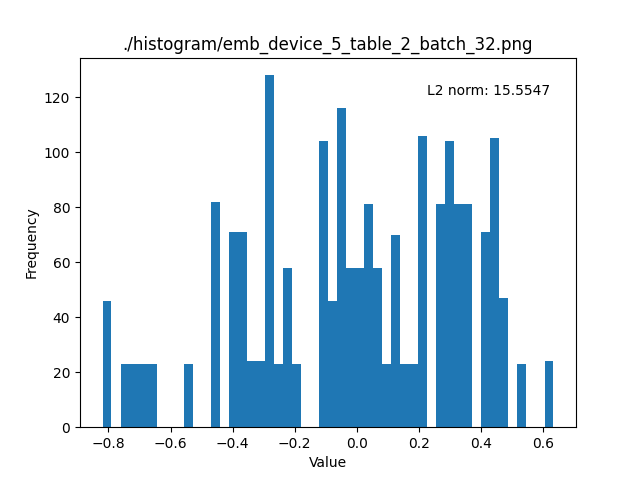 ./histogram/emb_device_5_table_2_batch_32.png
L2 norm: 15.5547
120
100
80
60
40
20
0
Frequency
−0.8 −0.6 −0.4 −0.2 0.0 0.2 0.4 0.6
Value